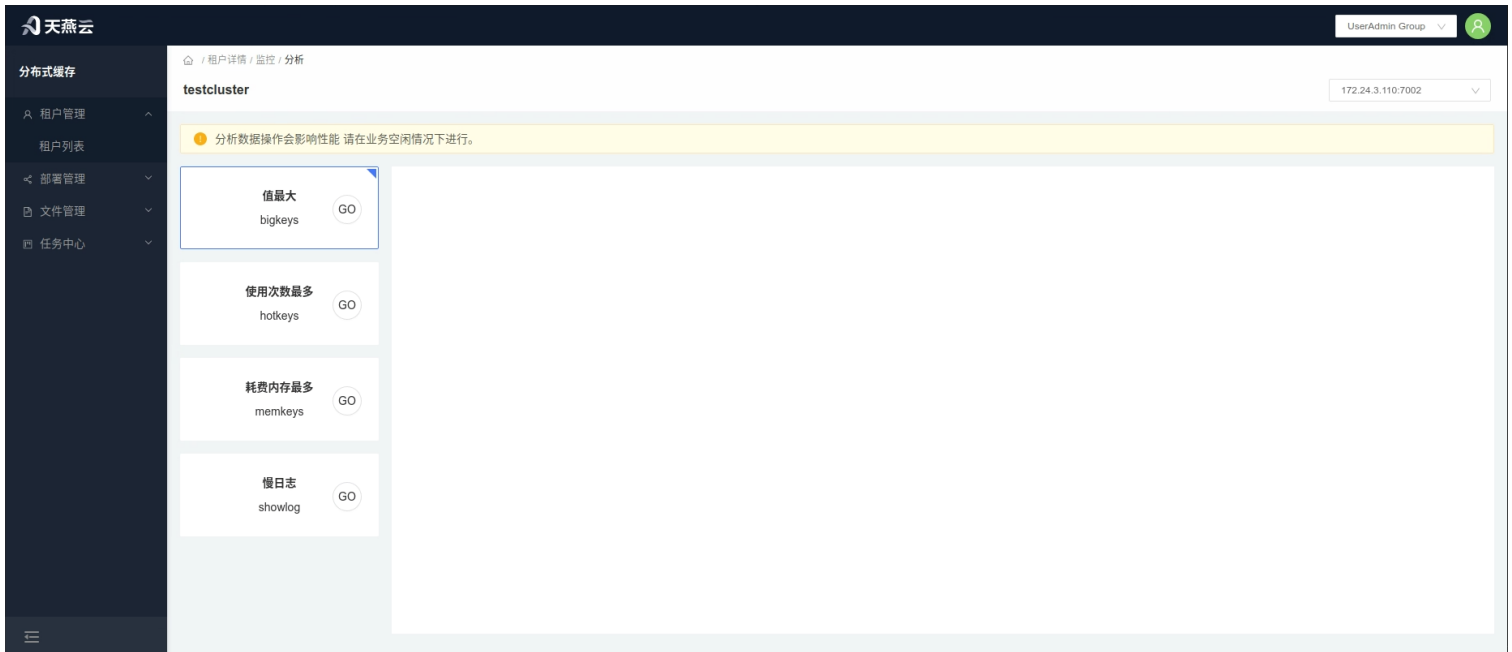 天燕云
UserAdmin Group
分布式缓存
/ 租户详情 / 监控 / 分析
testcluster
172.24.3.110:7002
租户管理
租户列表
部署管理
文件管理
任务中心
分析数据操作会影响性能 请在业务空闲情况下进行。
值最大
bigkeys
GO
使用次数最多
hotkeys
GO
耗费内存最多
memkeys
GO
慢日志
showlog
GO